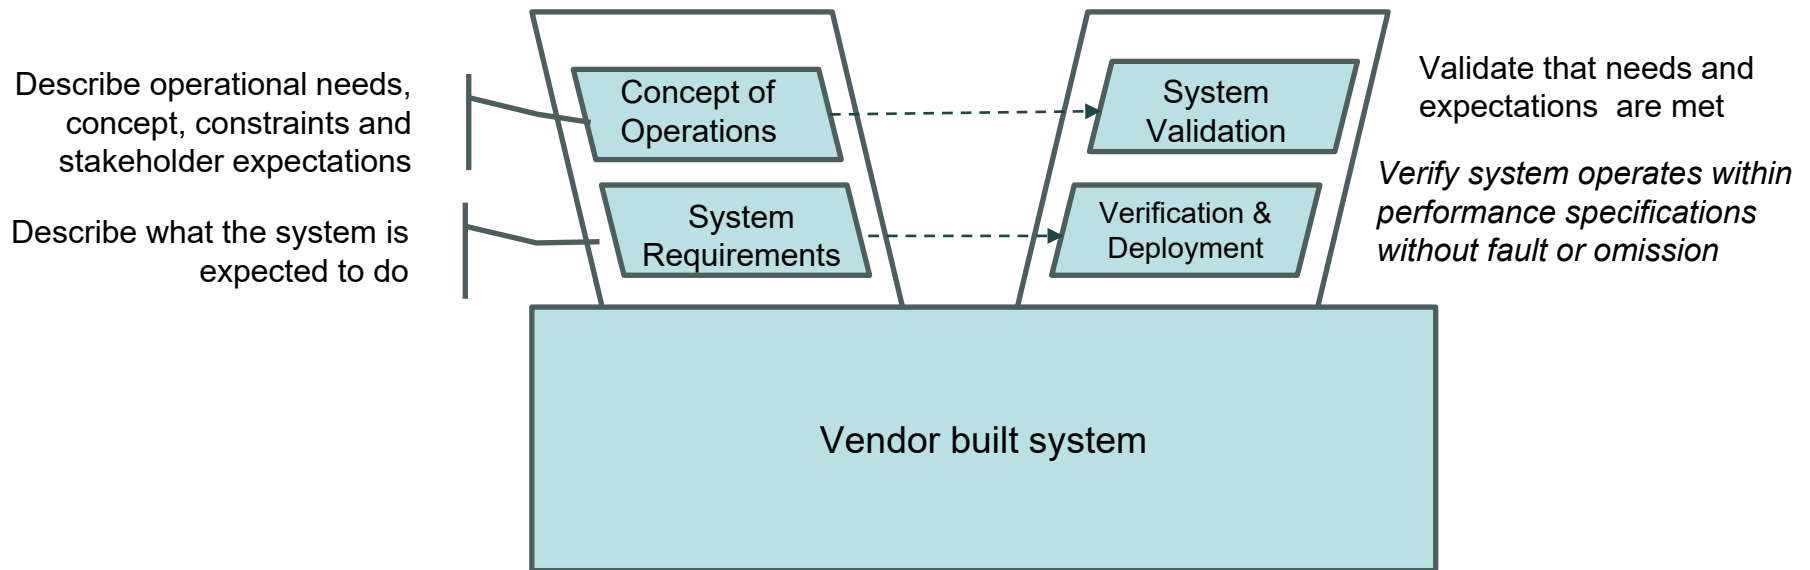 Describe operational needs,
concept, constraints and
stakeholder expectations
Concept of
Operations
System
Validation
Validate that needs and
expectations  are met
Describe what the system is
expected to do
System
Requirements
Verification &
Deployment
Verify system operates within
performance specifications
without fault or omission
Vendor built system